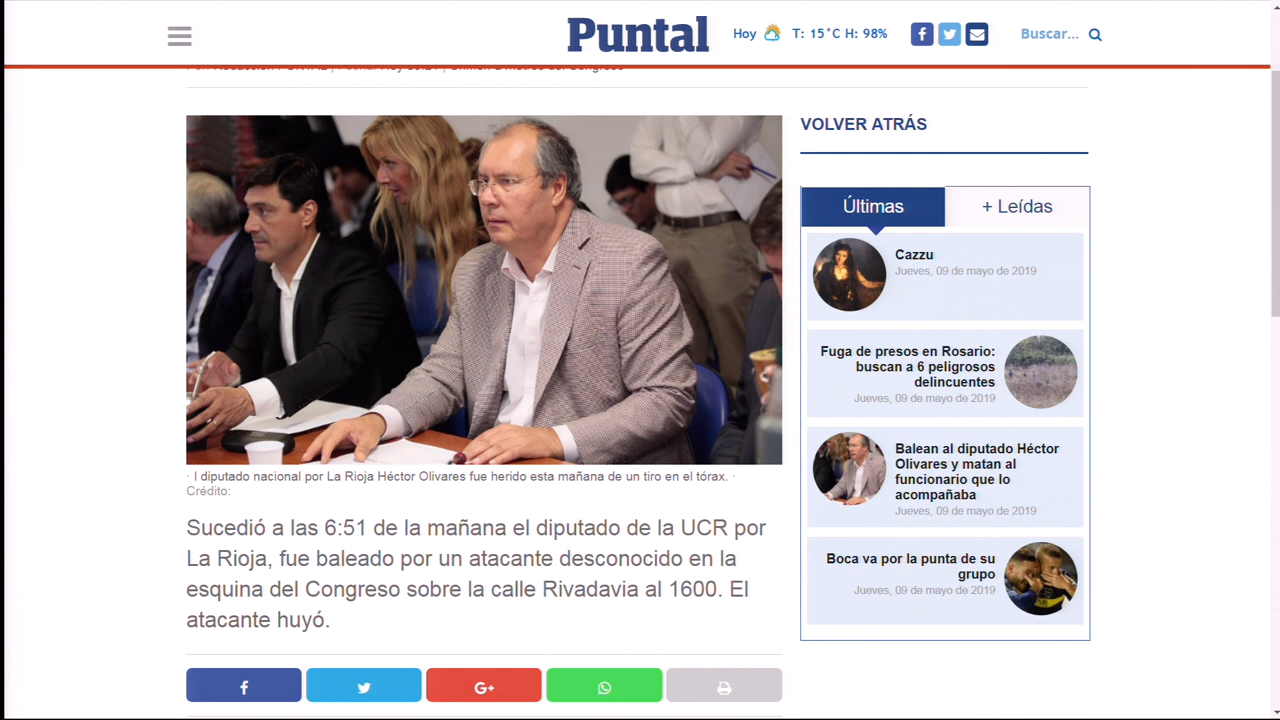 Puntal
Hoy T: 15°C H: 98%
Buscar...
VOLVER ATRÁS
Últimas
+ Leídas
Cazzu
Jueves, 09 de mayo de 2019
Fuga de presos en Rosario:
buscan a 6 peligrosos
delincuentes
Jueves, 09 de mayo de 2019
Balean al diputado Héctor
Olivares y matan al
funcionario que lo
acompañaba
Jueves, 09 de mayo de 2019
Boca va por la punta de su
grupo
Jueves, 09 de mayo de 2019
· l diputado nacional por La Rioja Héctor Olivares fue herido esta mañana de un tiro en el tórax. ·
Crédito:
Sucedió a las 6:51 de la mañana el diputado de la UCR por
La Rioja, fue baleado por un atacante desconocido en la
esquina del Congreso sobre la calle Rivadavia al 1600. El
atacante huyó.